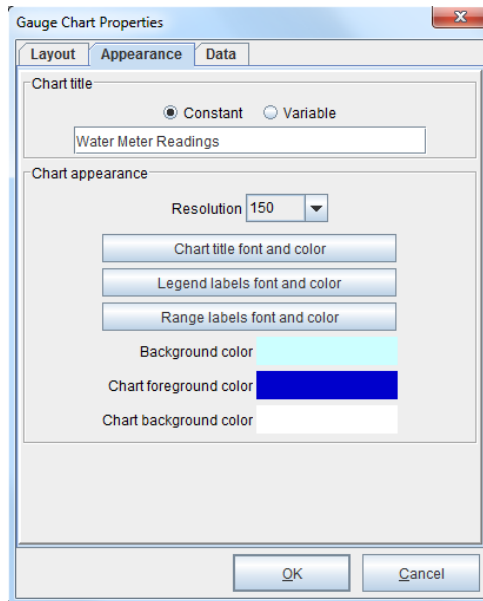 Gauge Chart Properties
x
Layout Appearance Data
Chart title
Constant Variable
Water Meter Readings
Chart appearance
Resolution 150
Chart title font and color
Legend labels font and color
Range labels font and color
Background color
Chart foreground color
Chart background color
OK Cancel